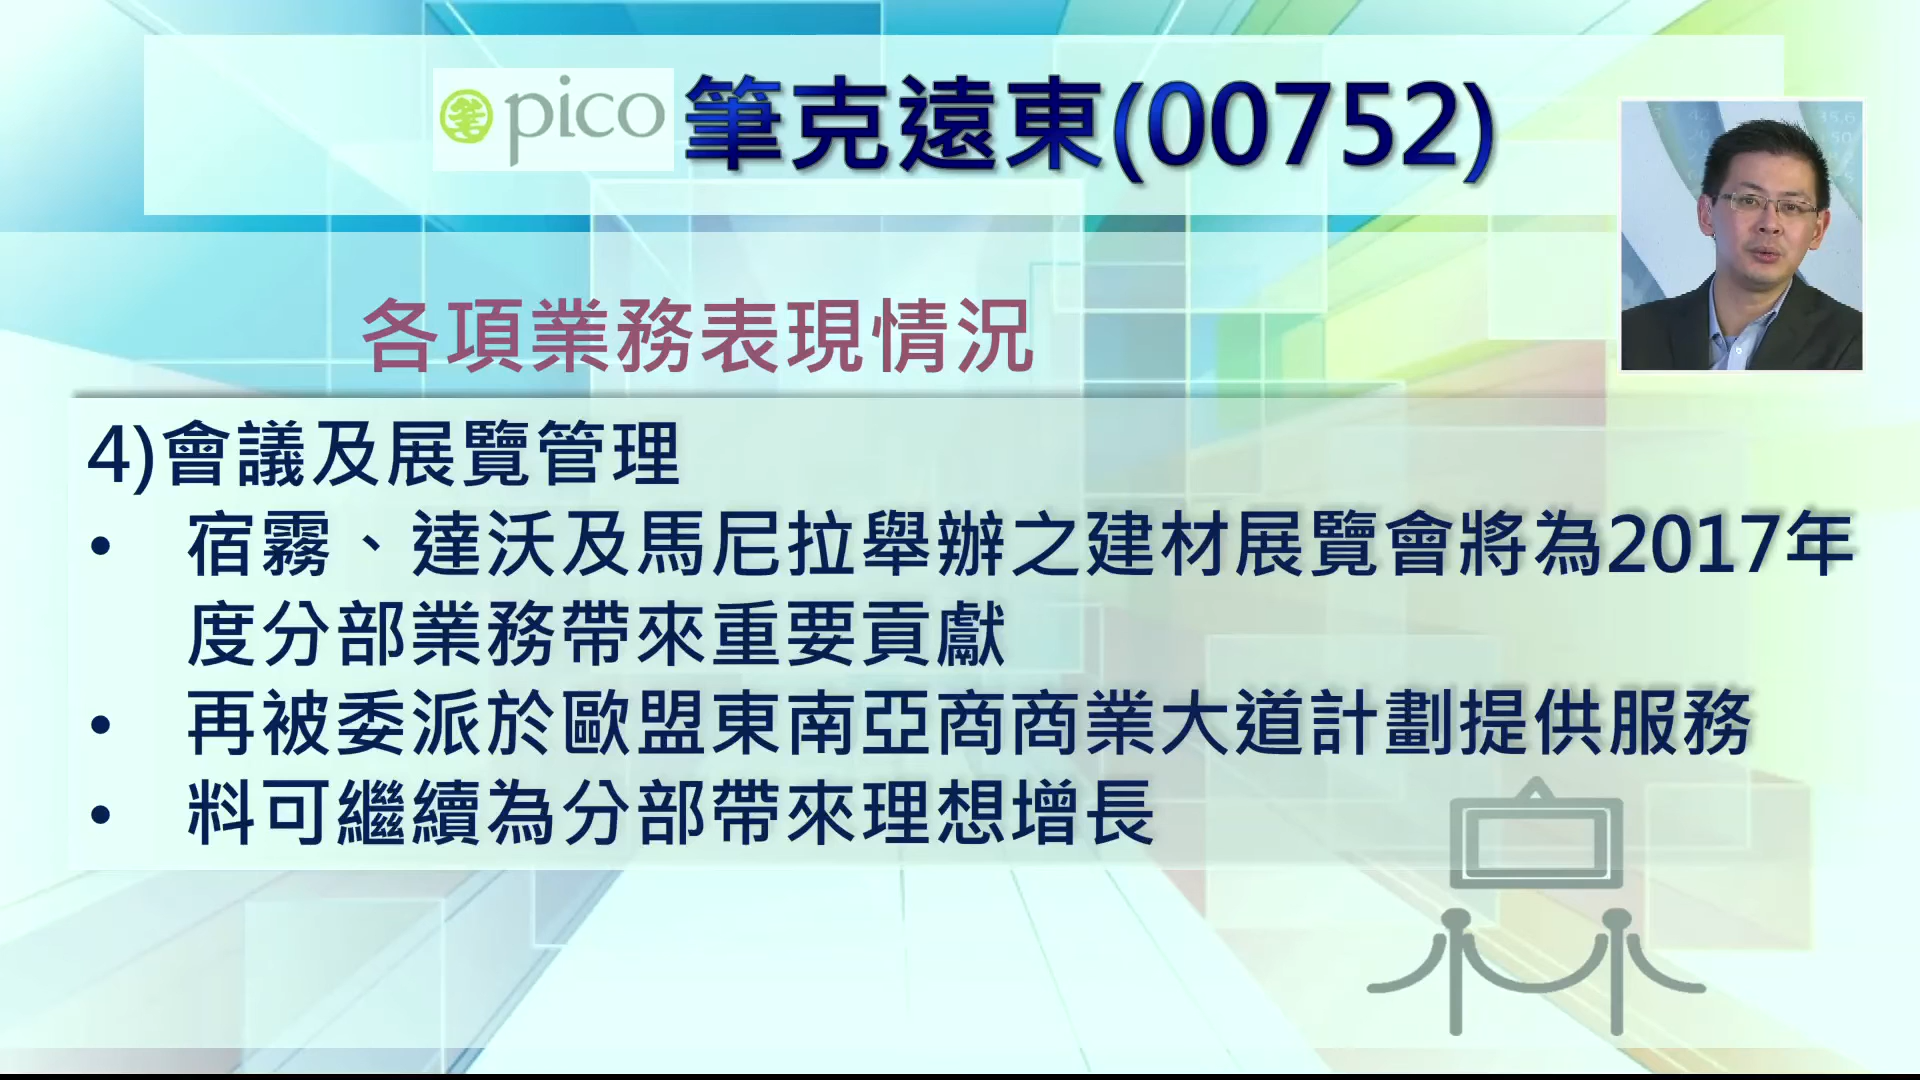 筆 pico 筆克遠東(00752)
各項業務表現情況
4)會議及展覽管理
• 宿霧、達沃及馬尼拉舉辦之建材展覽會將為2017年
度分部業務帶來重要貢獻
• 再被委派於歐盟東南亞商商業大道計劃提供服務
• 料可繼續為分部帶來理想增長